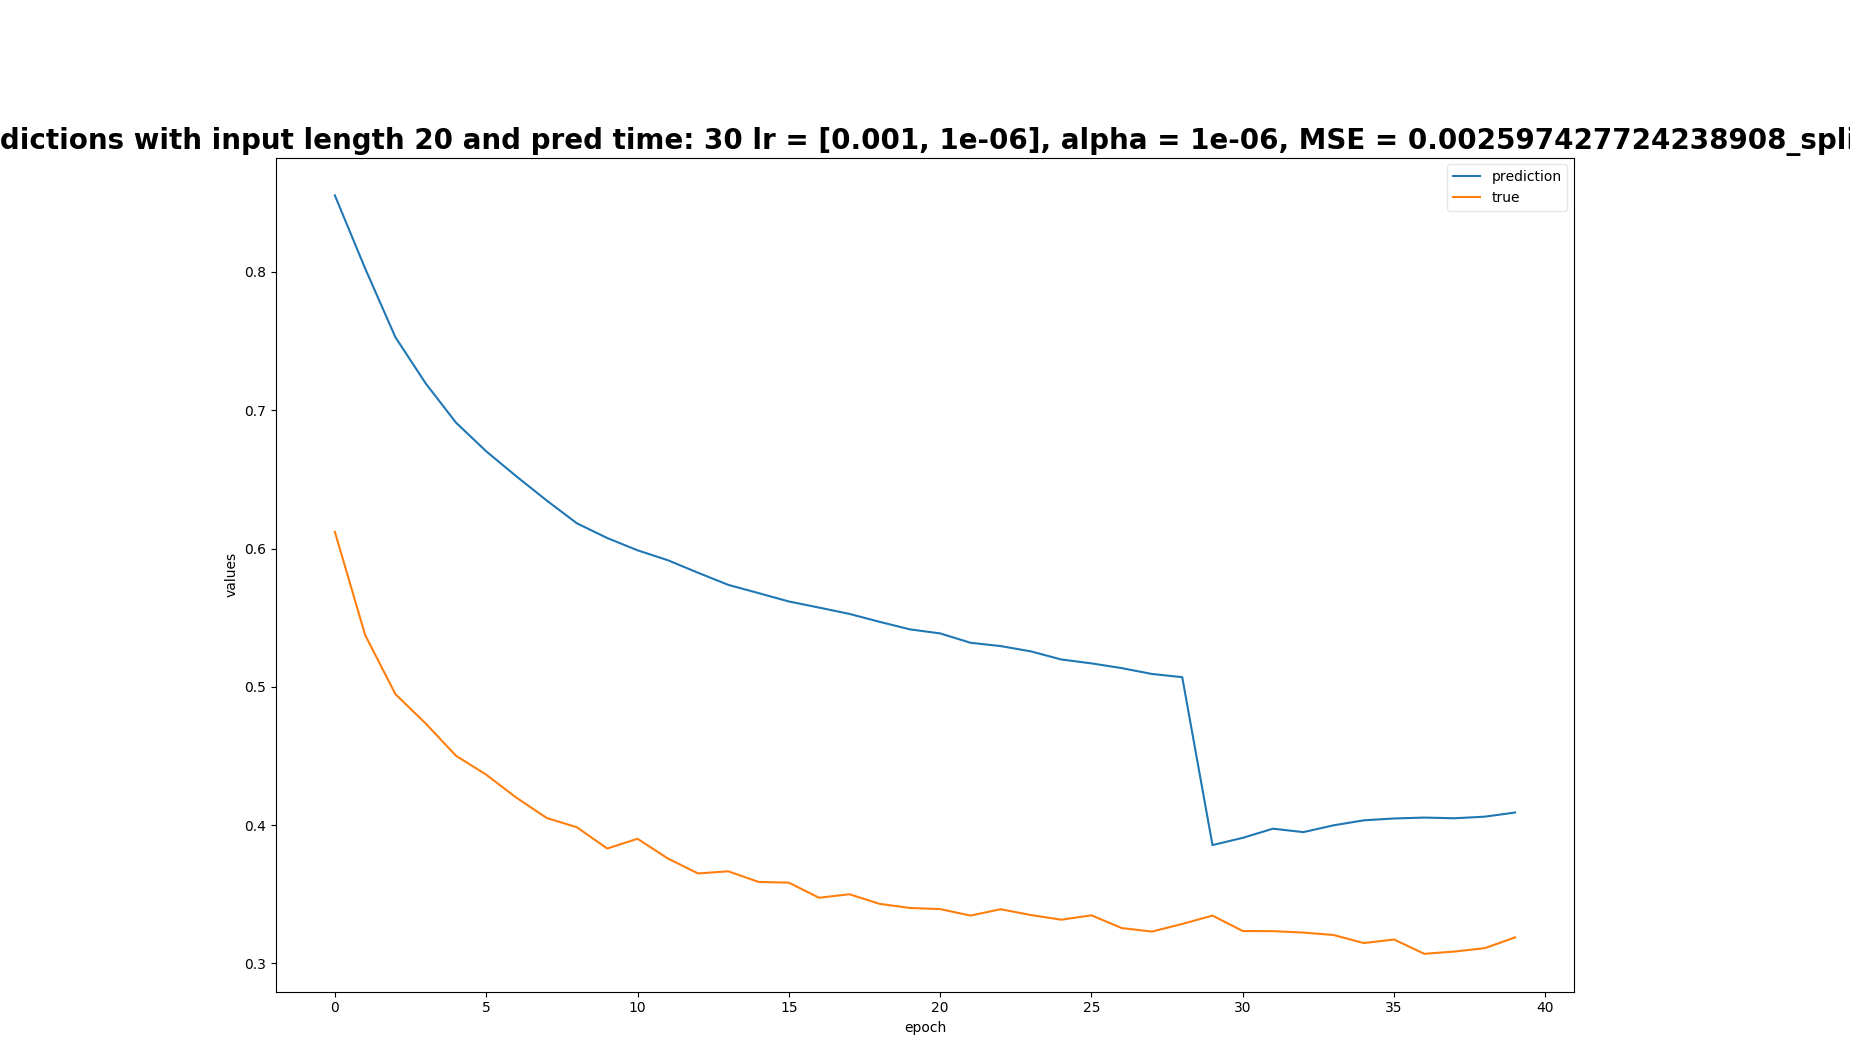 dictions with input length 20 and pred time: 30 lr = [0.001, 1e-06], alpha = 1e-06, MSE = 0.002597427724238908_spli
prediction
true
0.8
0.7
0.6
0.5
0.4
0.3
values
0 5 10 15 20 25 30 35 40
epoch